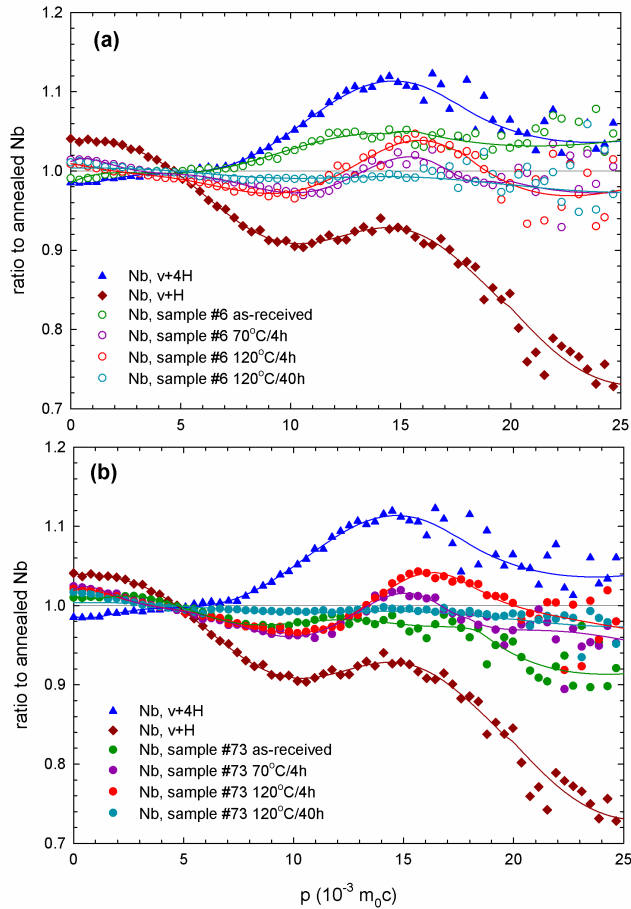 (a)
ratio to annealed Nb
1.2
1.1
1.0
0.9
0.8
0.7
Nb, v+4H
Nb, v+H
Nb, sample #6 as-received
Nb, sample #6 70°C/4h
Nb, sample #6 120°C/4h
Nb, sample #6 120°C/40h
0 5 10 15 20 25
(b)
ratio to annealed Nb
1.2
1.1
1.0
0.9
0.8
0.7
Nb, v+4H
Nb, v+H
Nb, sample #73 as-received
Nb, sample #73 70°C/4h
Nb, sample #73 120°C/4h
Nb, sample #73 120°C/40h
0 5 10 15 20 25
p (10⁻³ m₀c)